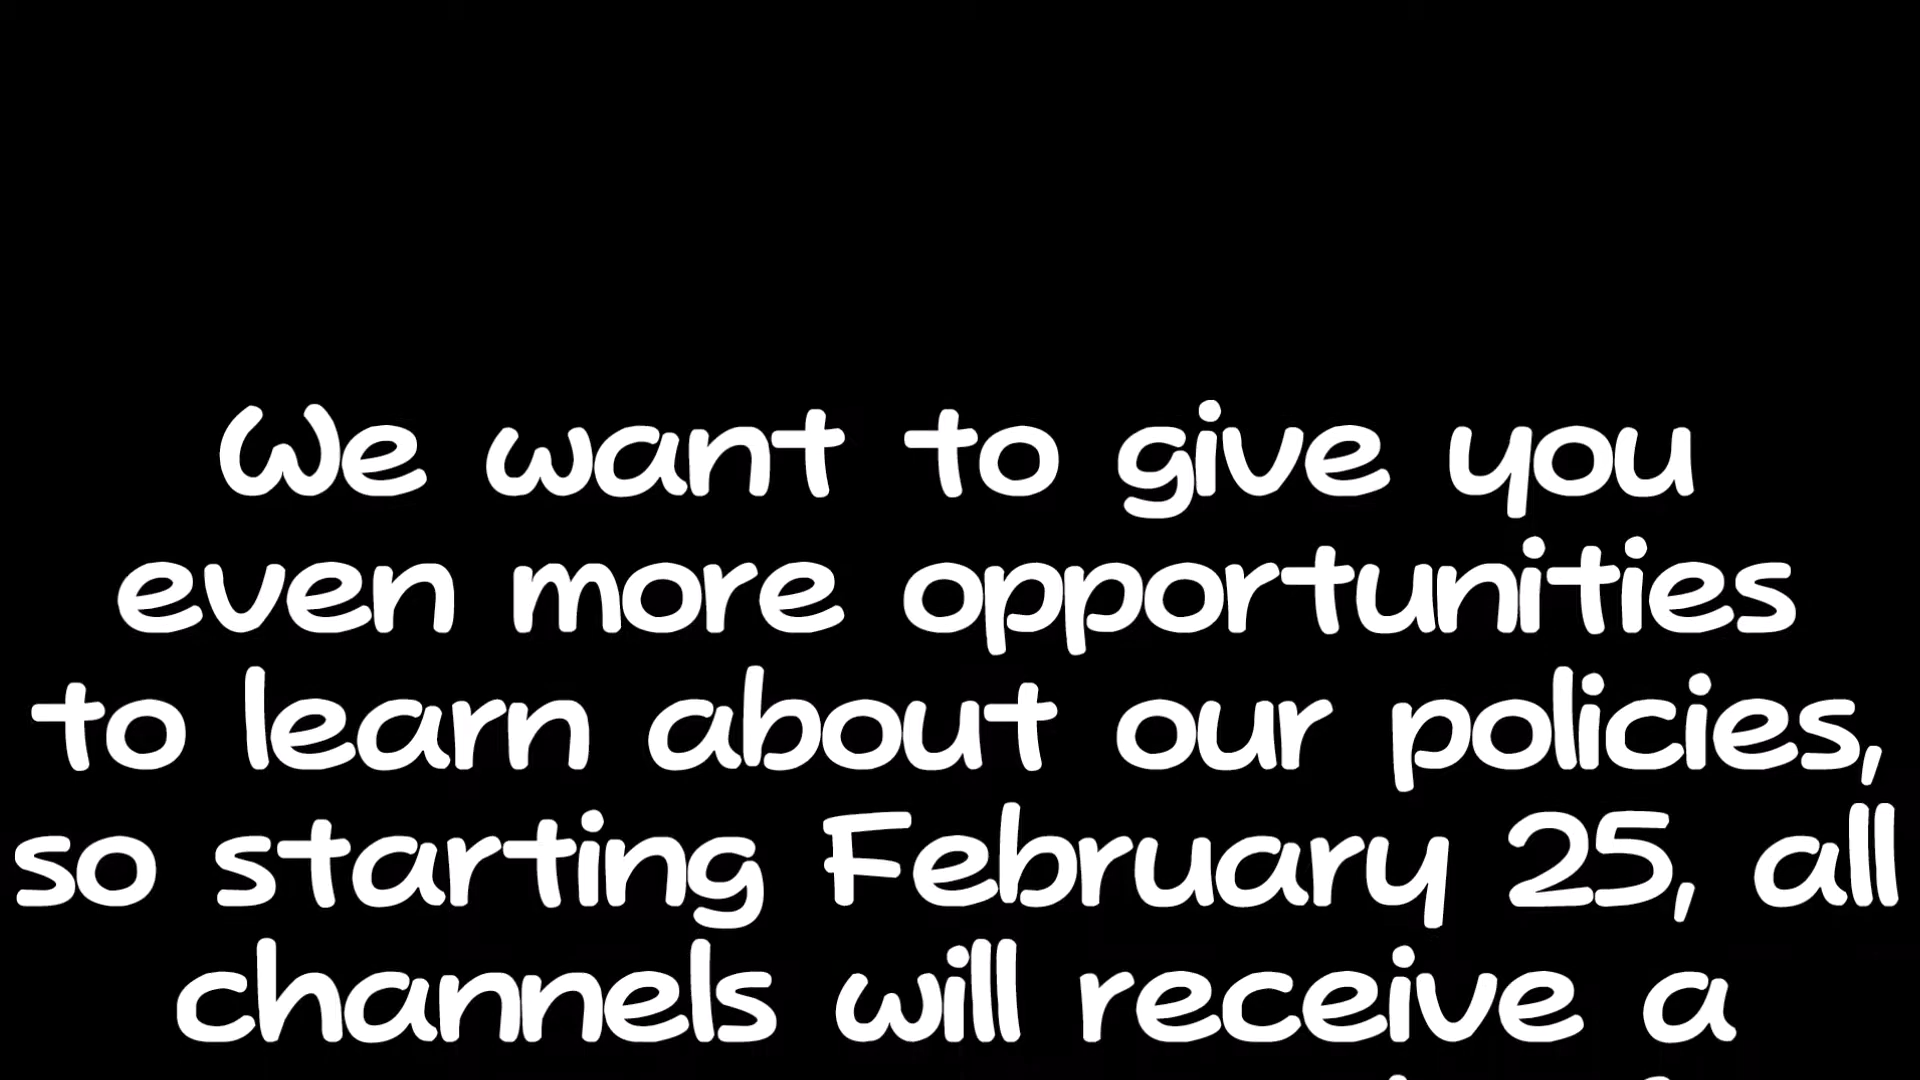 We want to give you
even more opportunities
to learn about our policies,
so starting February 25, all
channels will receive a